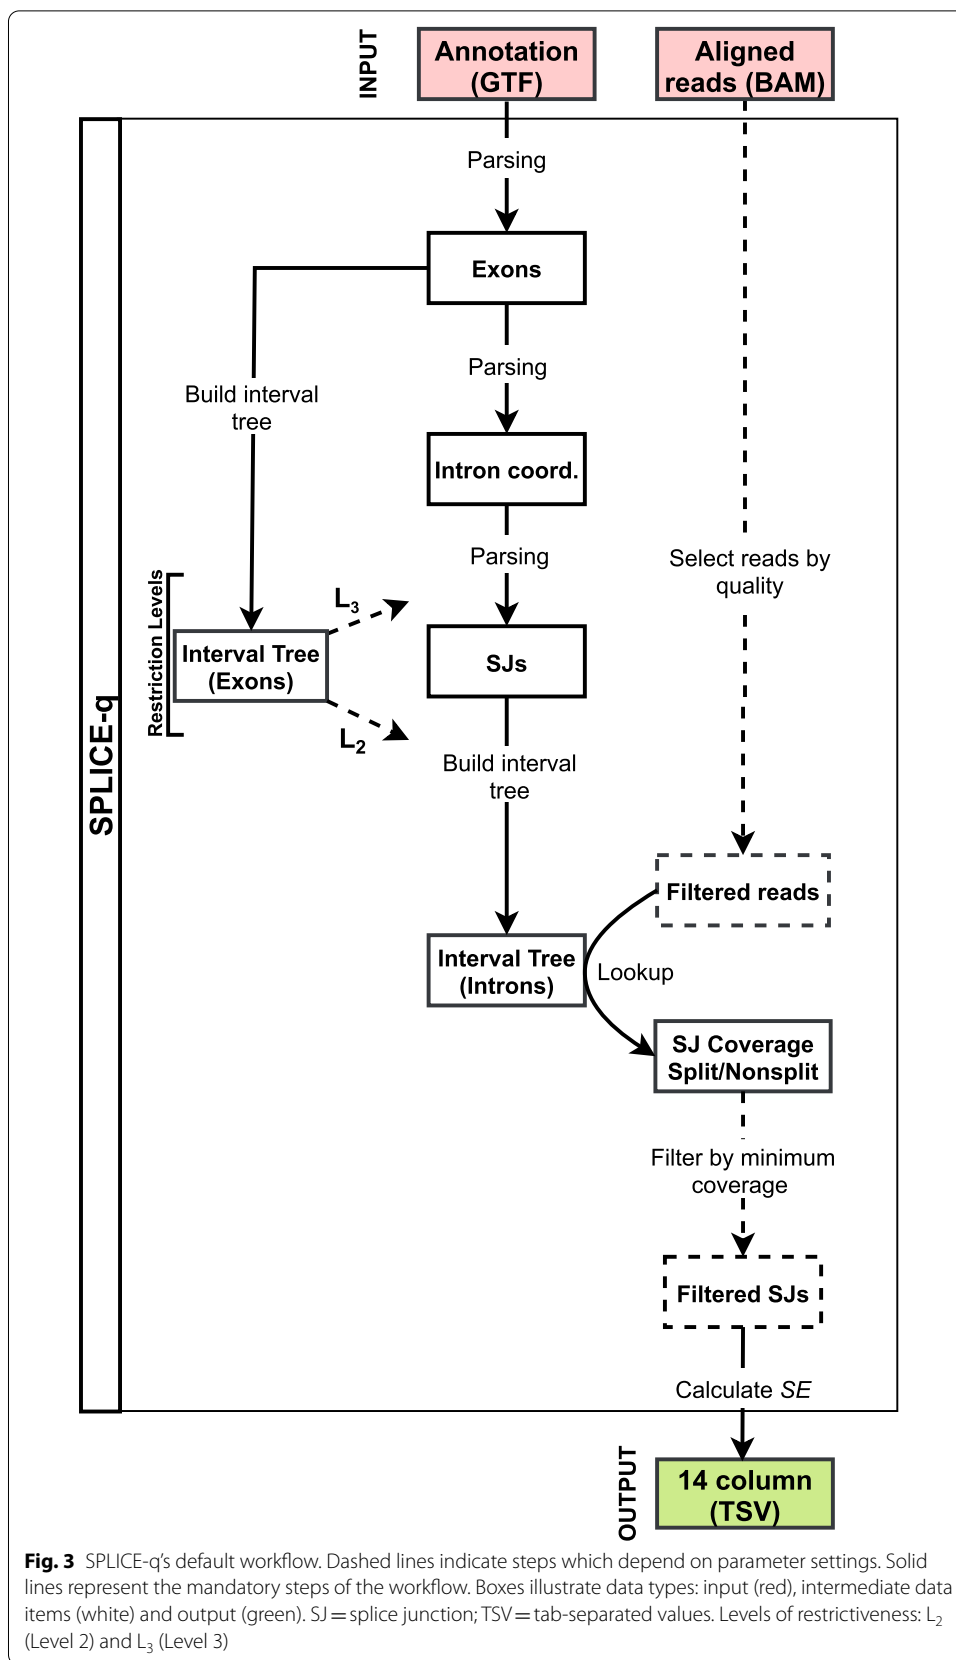 INPUT
Annotation
(GTF)
Aligned
reads (BAM)
Parsing
Exons
Build interval
tree
Parsing
Intron coord.
Parsing
Select reads by
quality
Restriction Levels
L3
Interval Tree
(Exons)
L2
SJs
SPLICE-q
Build interval
tree
Filtered reads
Interval Tree
(Introns)
Lookup
SJ Coverage
Split/Nonsplit
Filter by minimum
coverage
Filtered SJs
Calculate SE
OUTPUT
14 column
(TSV)
Fig. 3 SPLICE-q's default workflow. Dashed lines indicate steps which depend on parameter settings. Solid
lines represent the mandatory steps of the workflow. Boxes illustrate data types: input (red), intermediate data
items (white) and output (green). SJ = splice junction; TSV = tab-separated values. Levels of restrictiveness: L2
(Level 2) and L3 (Level 3)